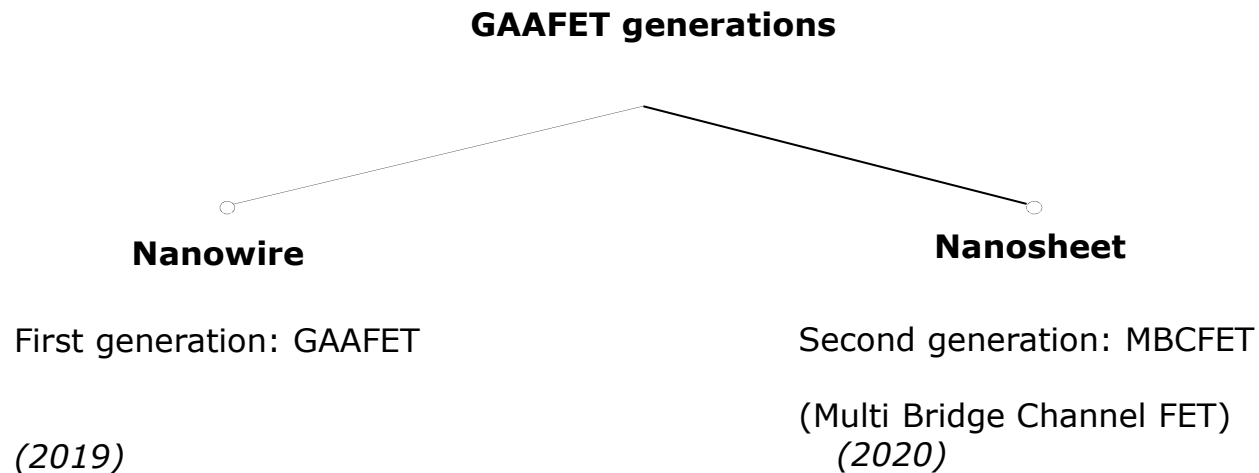 GAAFET generations
Nanowire
First generation: GAAFET
(2019)
Nanosheet
Second generation: MBCFET
(Multi Bridge Channel FET)
(2020)